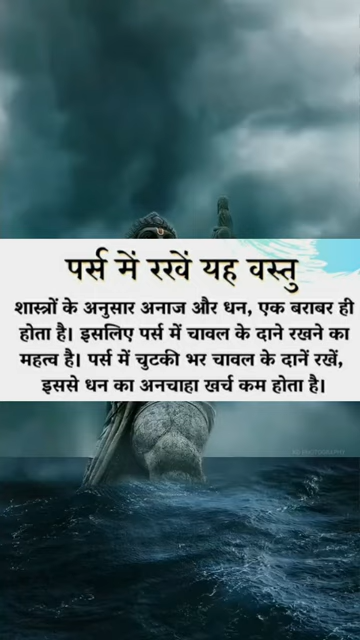 पर्स में रखें यह वस्तु
शास्त्रों के अनुसार अनाज और धन, एक बराबर ही
होता है। इसलिए पर्स में चावल के दाने रखने का
महत्व है। पर्स में चुटकी भर चावल के दानें रखें,
इससे धन का अनचाहा खर्च कम होता है।